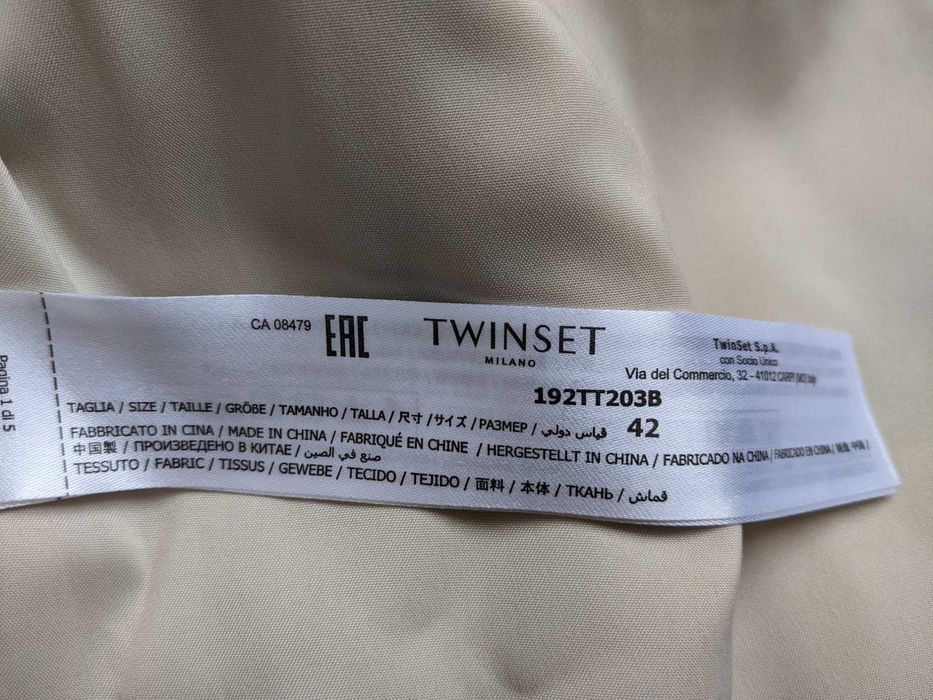 CA 08479 EAC TWINSET
MILANO
TwinSet S.p.A.
con Socio Unico
Via del Commercio, 32 - 41012 CARPI (MO) Italy
192TT203B
TAGLIA / SIZE / TAILLE / GRÖßE / TAMANHO / TALLA / 尺寸 /サイズ / РАЗМЕР / قياس دولي 42
FABBRICATO IN CINA / MADE IN CHINA / FABRIQUÉ EN CHINE / HERGESTELLT IN CHINA / FABRICADO NA CHINA / FABRICADO EN CHINA /
中国製 / ПРОИЗВЕДЕНО В КИТАЕ / صنع في الصين
TESSUTO / FABRIC / TISSUS / GEWEBE / TECIDO / TEJIDO / 面料 / 本体 / ТКАНЬ / قماش
Pagina 1 di 5